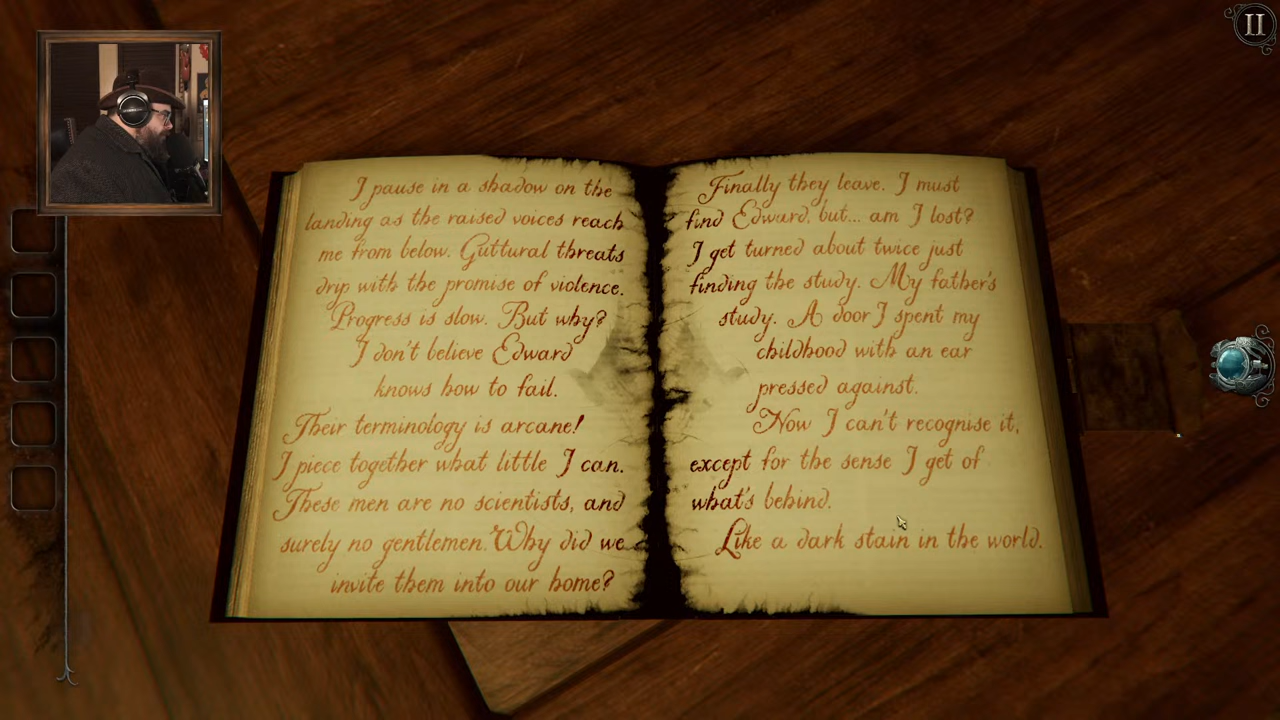 I pause in a shadow on the
landing as the raised voices reach
me from below. Guttural threats
drip with the promise of violence.
Progress is slow. But why?
I don't believe Edward
knows how to fail.
Their terminology is arcane!
I piece together what little I can.
These men are no scientists, and
surely no gentlemen. Why did we
invite them into our home?
Finally they leave. I must
find Edward, but... am I lost?
I get turned about twice just
finding the study. My father's
study. A door I spent my
childhood with an ear
pressed against.
Now I can't recognise it,
except for the sense I get of
what's behind.
Like a dark stain in the world.
II